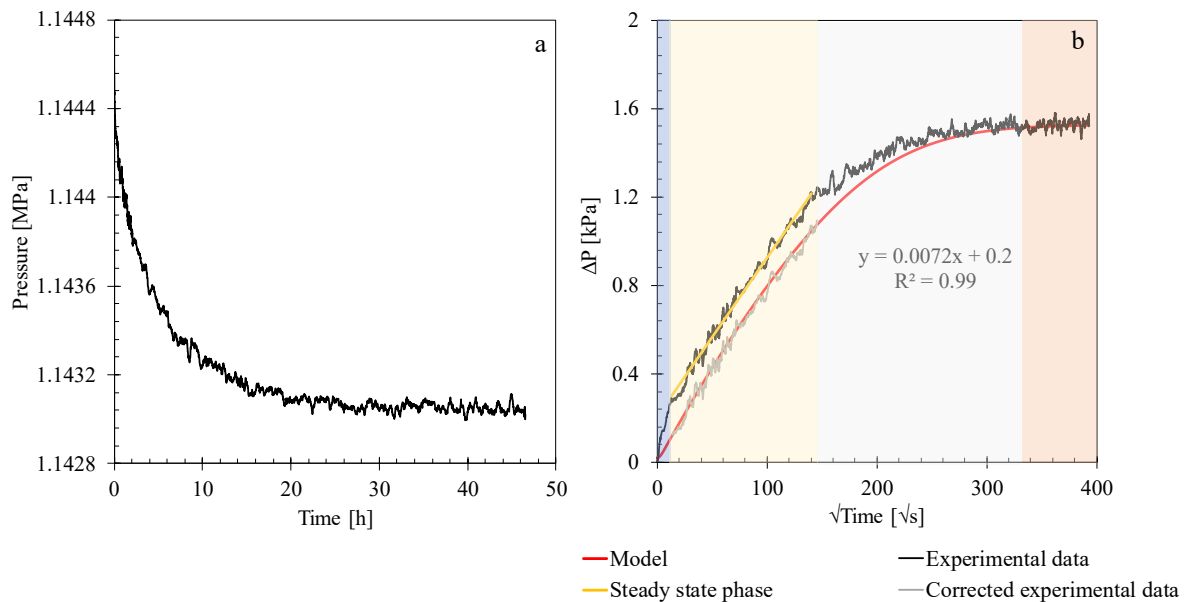 a
Pressure [MPa]
1.1448
1.1444
1.144
1.1436
1.1432
1.1428
0 10 20 30 40 50
Time [h]
b
ΔP [kPa]
2
1.6
1.2
0.8
0.4
0
y = 0.0072x + 0.2
R² = 0.99
0 100 200 300 400
√Time [√s]
Model
Experimental data
Steady state phase
Corrected experimental data